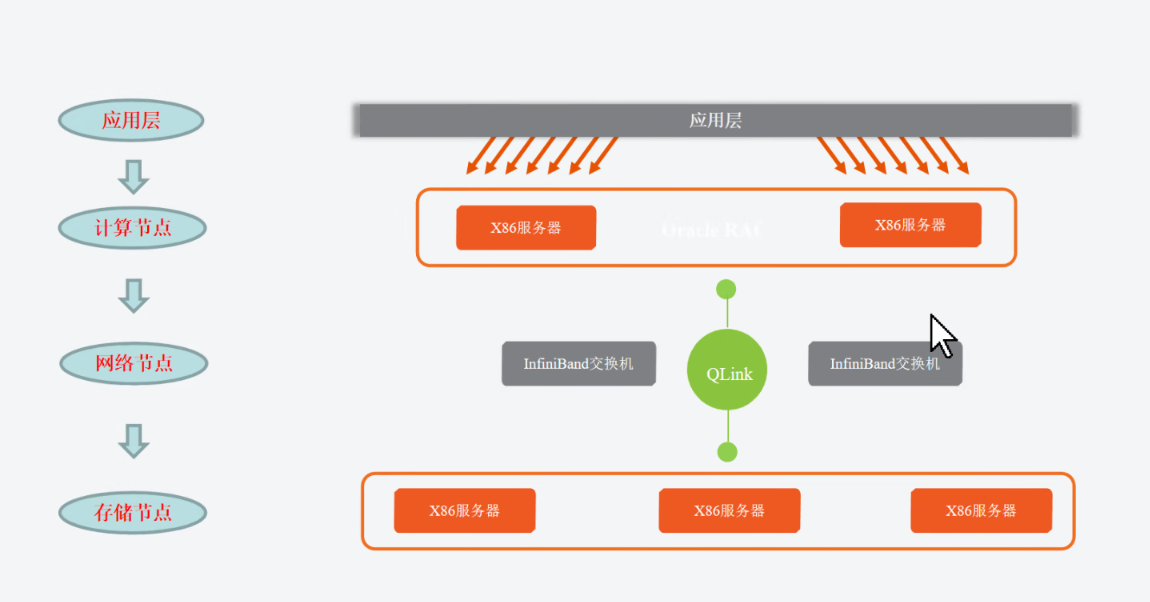 应用层
应用层
计算节点
X86服务器
Oracle RAC
X86服务器
网络节点
InfiniBand交换机
QLink
InfiniBand交换机
存储节点
X86服务器
X86服务器
X86服务器